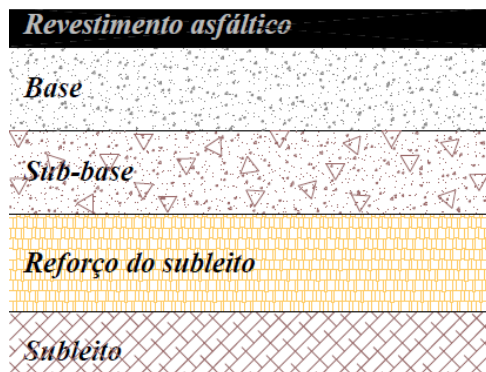 Revestimento asfáltico
Base
Sub-base
Reforço do subleito
Subleito